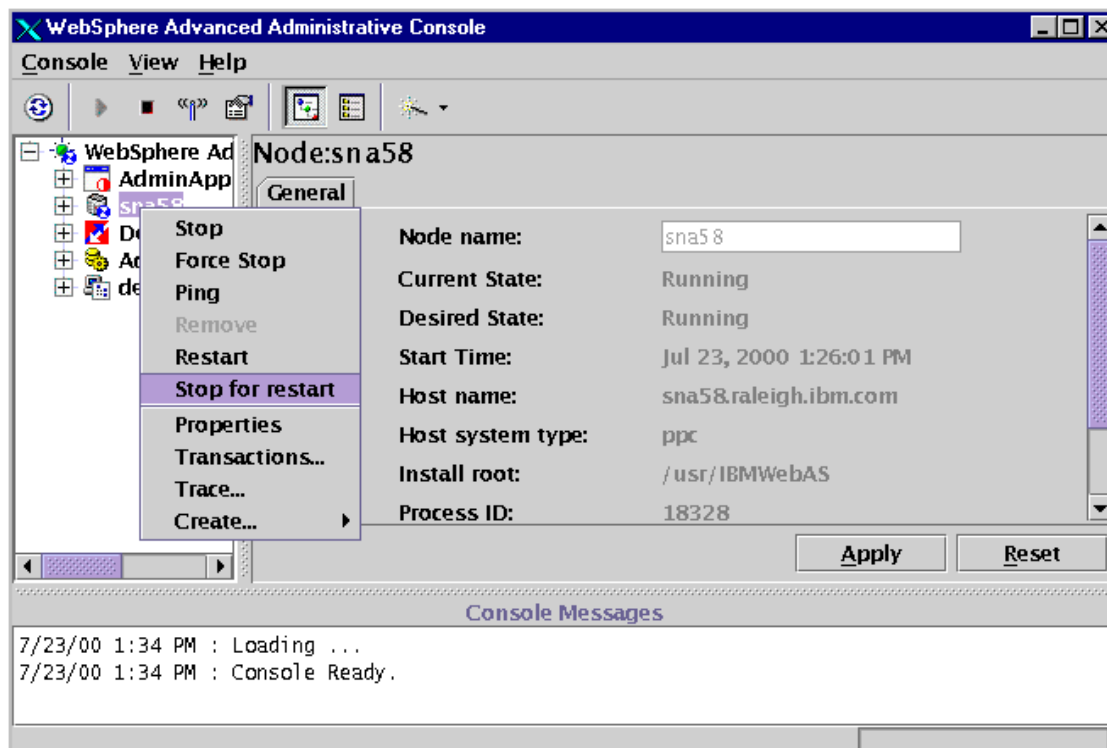 WebSphere Advanced Administrative Console
Console View Help
WebSphere Ad
AdminApp
sna58
De
Ad
de
Node:sna58
General
Stop
Force Stop
Ping
Remove
Restart
Stop for restart
Properties
Transactions...
Trace...
Create...
Node name: sna58
Current State: Running
Desired State: Running
Start Time: Jul 23, 2000 1:26:01 PM
Host name: sna58.raleigh.ibm.com
Host system type: ppc
Install root: /usr/IBMWebAS
Process ID: 18328
Apply Reset
Console Messages
7/23/00 1:34 PM : Loading ...
7/23/00 1:34 PM : Console Ready.